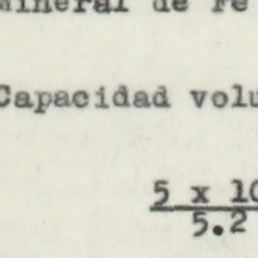 Mineral de Fe
Capacidad volu
5 x 10
5.2